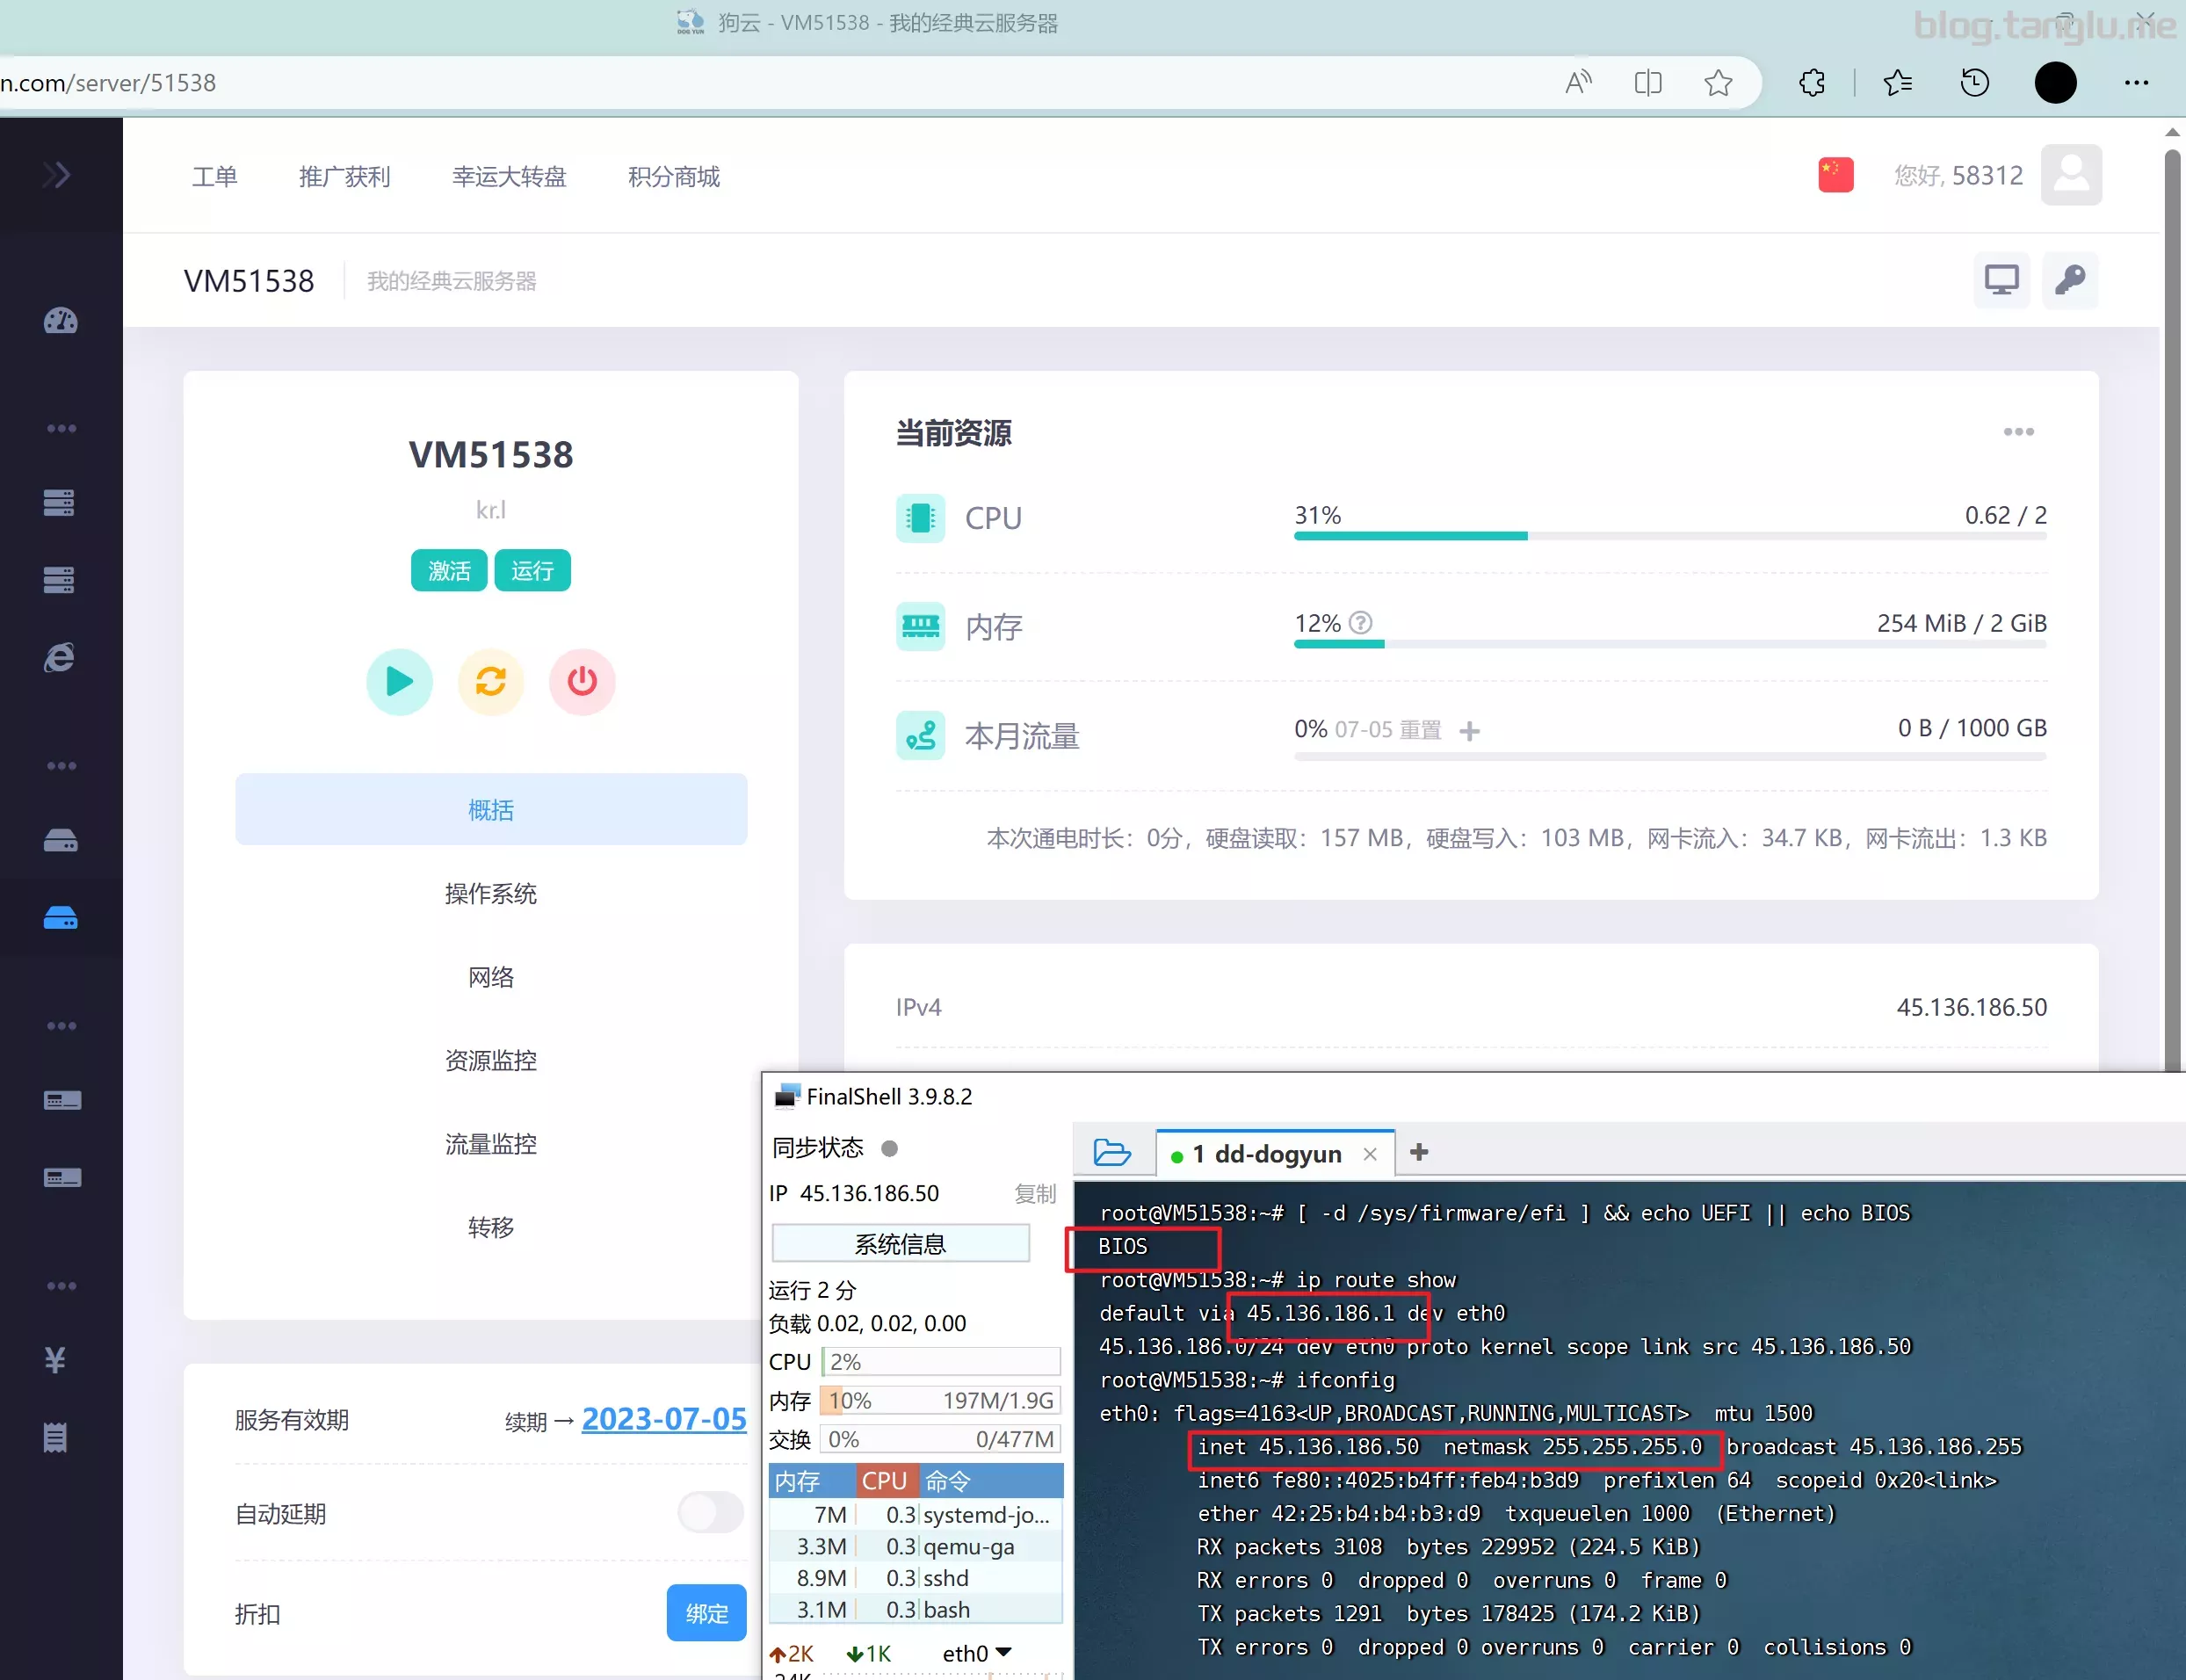 狗云 - VM51538 - 我的经典云服务器
blog.tanglu.me
n.com/server/51538
工单 推广获利 幸运大转盘 积分商城
您好, 58312
VM51538 我的经典云服务器
VM51538
kr.l
激活 运行
概括
操作系统
网络
资源监控
流量监控
转移
当前资源
CPU 31% 0.62 / 2
内存 12% 254 MiB / 2 GiB
本月流量 0% 07-05 重置 0 B / 1000 GB
本次通电时长：0分，硬盘读取：157 MB，硬盘写入：103 MB，网卡流入：34.7 KB，网卡流出：1.3 KB
IPv4 45.136.186.50
服务有效期 续期→2023-07-05
自动延期
折扣 绑定
FinalShell 3.9.8.2
同步状态
IP 45.136.186.50 复制
系统信息
运行 2 分
负载 0.02, 0.02, 0.00
CPU 2%
内存 10% 197M/1.9G
交换 0% 0/477M
内存 CPU 命令
7M 0.3 systemd-jo...
3.3M 0.3 qemu-ga
8.9M 0.3 sshd
3.1M 0.3 bash
2K 1K eth0
24K
1 dd-dogyun
root@VM51538:~# [ -d /sys/firmware/efi ] && echo UEFI || echo BIOS
BIOS
root@VM51538:~# ip route show
default via 45.136.186.1 dev eth0
45.136.186.0/24 dev eth0 proto kernel scope link src 45.136.186.50
root@VM51538:~# ifconfig
eth0: flags=4163<UP,BROADCAST,RUNNING,MULTICAST> mtu 1500
inet 45.136.186.50 netmask 255.255.255.0 broadcast 45.136.186.255
inet6 fe80::4025:b4ff:feb4:b3d9 prefixlen 64 scopeid 0x20<link>
ether 42:25:b4:b4:b3:d9 txqueuelen 1000 (Ethernet)
RX packets 3108 bytes 229952 (224.5 KiB)
RX errors 0 dropped 0 overruns 0 frame 0
TX packets 1291 bytes 178425 (174.2 KiB)
TX errors 0 dropped 0 overruns 0 carrier 0 collisions 0